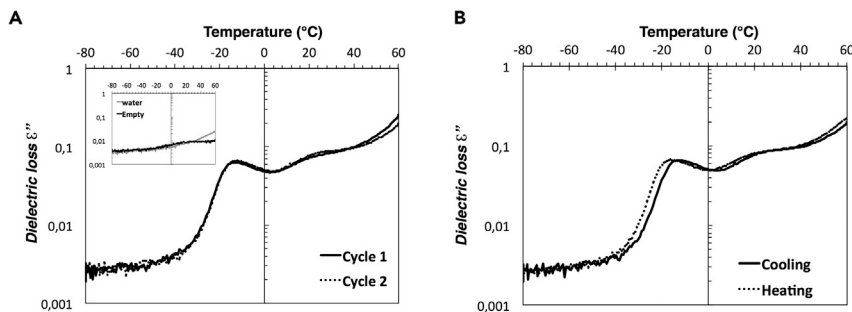 A
Temperature (°C)
-80 -60 -40 -20 0 20 40 60
1
0,1
0,01
0,001
Dielectric loss ε”
-80 -60 -40 -20 0 20 40 60
1
0,1
0,01
0,001
water
Empty
Cycle 1
Cycle 2
B
Temperature (°C)
-80 -60 -40 -20 0 20 40 60
1
0,1
0,01
0,001
Dielectric loss ε”
Cooling
Heating